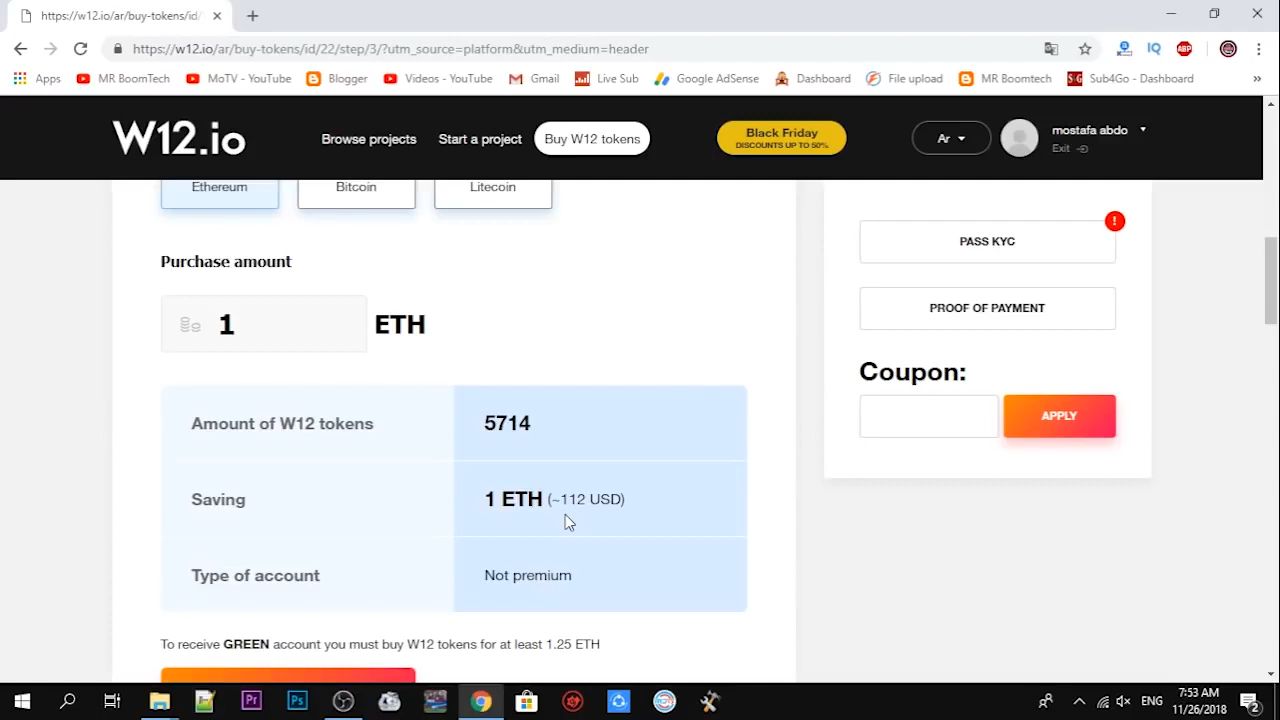 https://w12.io/ar/buy-tokens/id/
https://w12.io/ar/buy-tokens/id/22/step/3/?utm_source=platform&utm_medium=header
IQ
ABP
Apps
MR BoomTech
MoTV - YouTube
Blogger
Videos - YouTube
Gmail
Live Sub
Google AdSense
Dashboard
File upload
MR Boomtech
Sub4Go - Dashboard
»
W12.io
Browse projects
Start a project
Buy W12 tokens
Black Friday
DISCOUNTS UP TO 50%
Ar
mostafa abdo
Exit
Ethereum
Bitcoin
Litecoin
Purchase amount
1
ETH
Amount of W12 tokens
5714
Saving
1 ETH (~112 USD)
Type of account
Not premium
To receive GREEN account you must buy W12 tokens for at least 1.25 ETH
!
PASS KYC
PROOF OF PAYMENT
Coupon:
APPLY
Pr
Ps
ENG
7:53 AM
11/26/2018
2